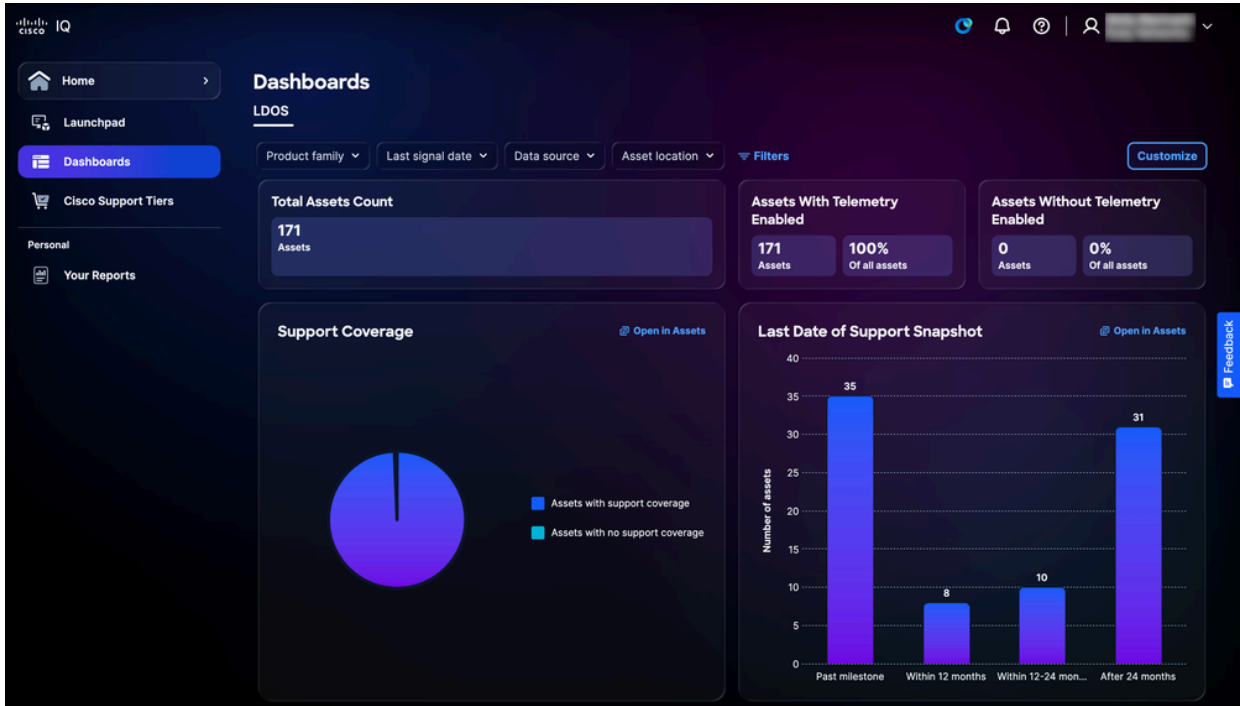 cisco IQ
Home
Launchpad
Dashboards
Cisco Support Tiers
Personal
Your Reports
Dashboards
LDOS
Product family
Last signal date
Data source
Asset location
Filters
Customize
Total Assets Count
171
Assets
Assets With Telemetry
Enabled
171
Assets
100%
Of all assets
Assets Without Telemetry
Enabled
0
Assets
0%
Of all assets
Support Coverage
Open in Assets
Assets with support coverage
Assets with no support coverage
Last Date of Support Snapshot
Open in Assets
Number of assets
40
35
30
25
20
15
10
5
0
35
8
10
31
Past milestone
Within 12 months
Within 12-24 mon...
After 24 months
Feedback